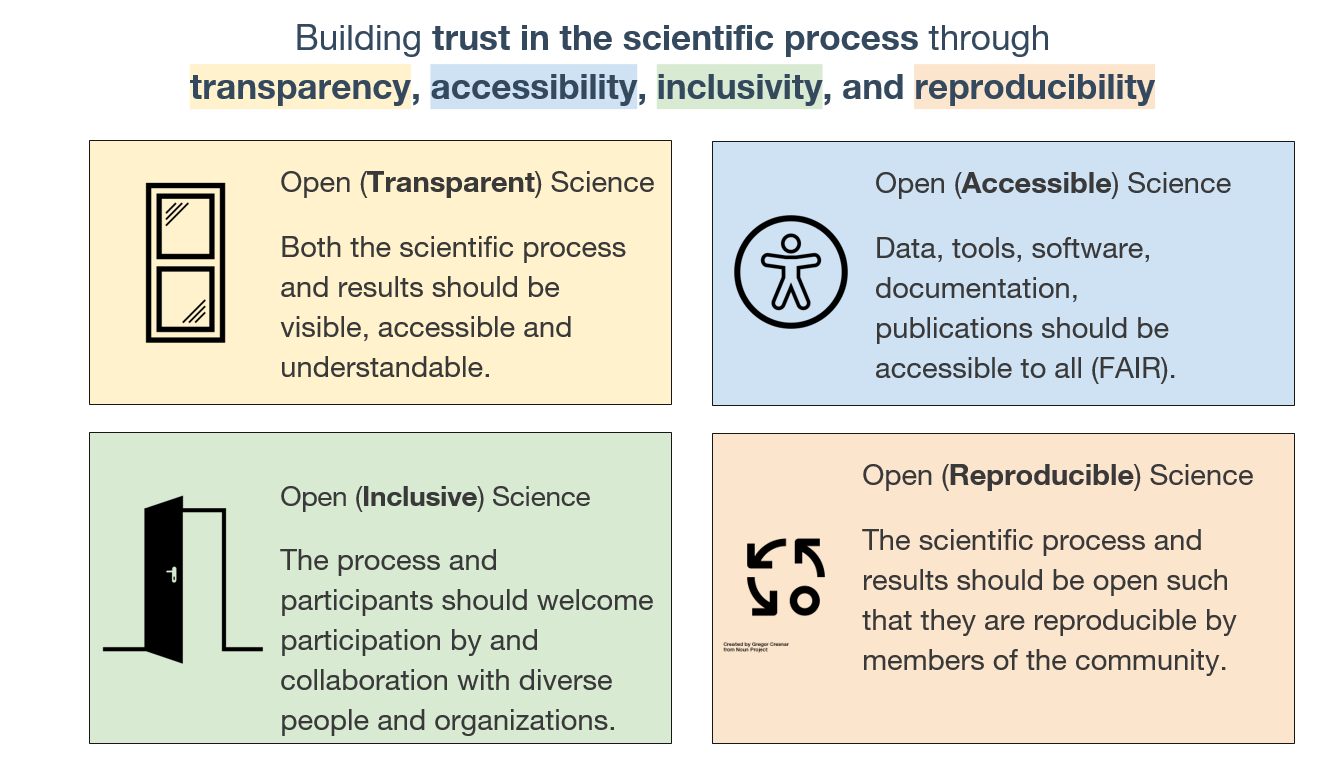 Building trust in the scientific process through
transparency, accessibility, inclusivity, and reproducibility
Open (Transparent) Science
Both the scientific process
and results should be
visible, accessible and
understandable.
Open (Accessible) Science
Data, tools, software,
documentation,
publications should be
accessible to all (FAIR).
Open (Inclusive) Science
The process and
participants should welcome
participation by and
collaboration with diverse
people and organizations.
Open (Reproducible) Science
The scientific process and
results should be open such
that they are reproducible by
members of the community.
Created by Gregor Cresnar
from Noun Project